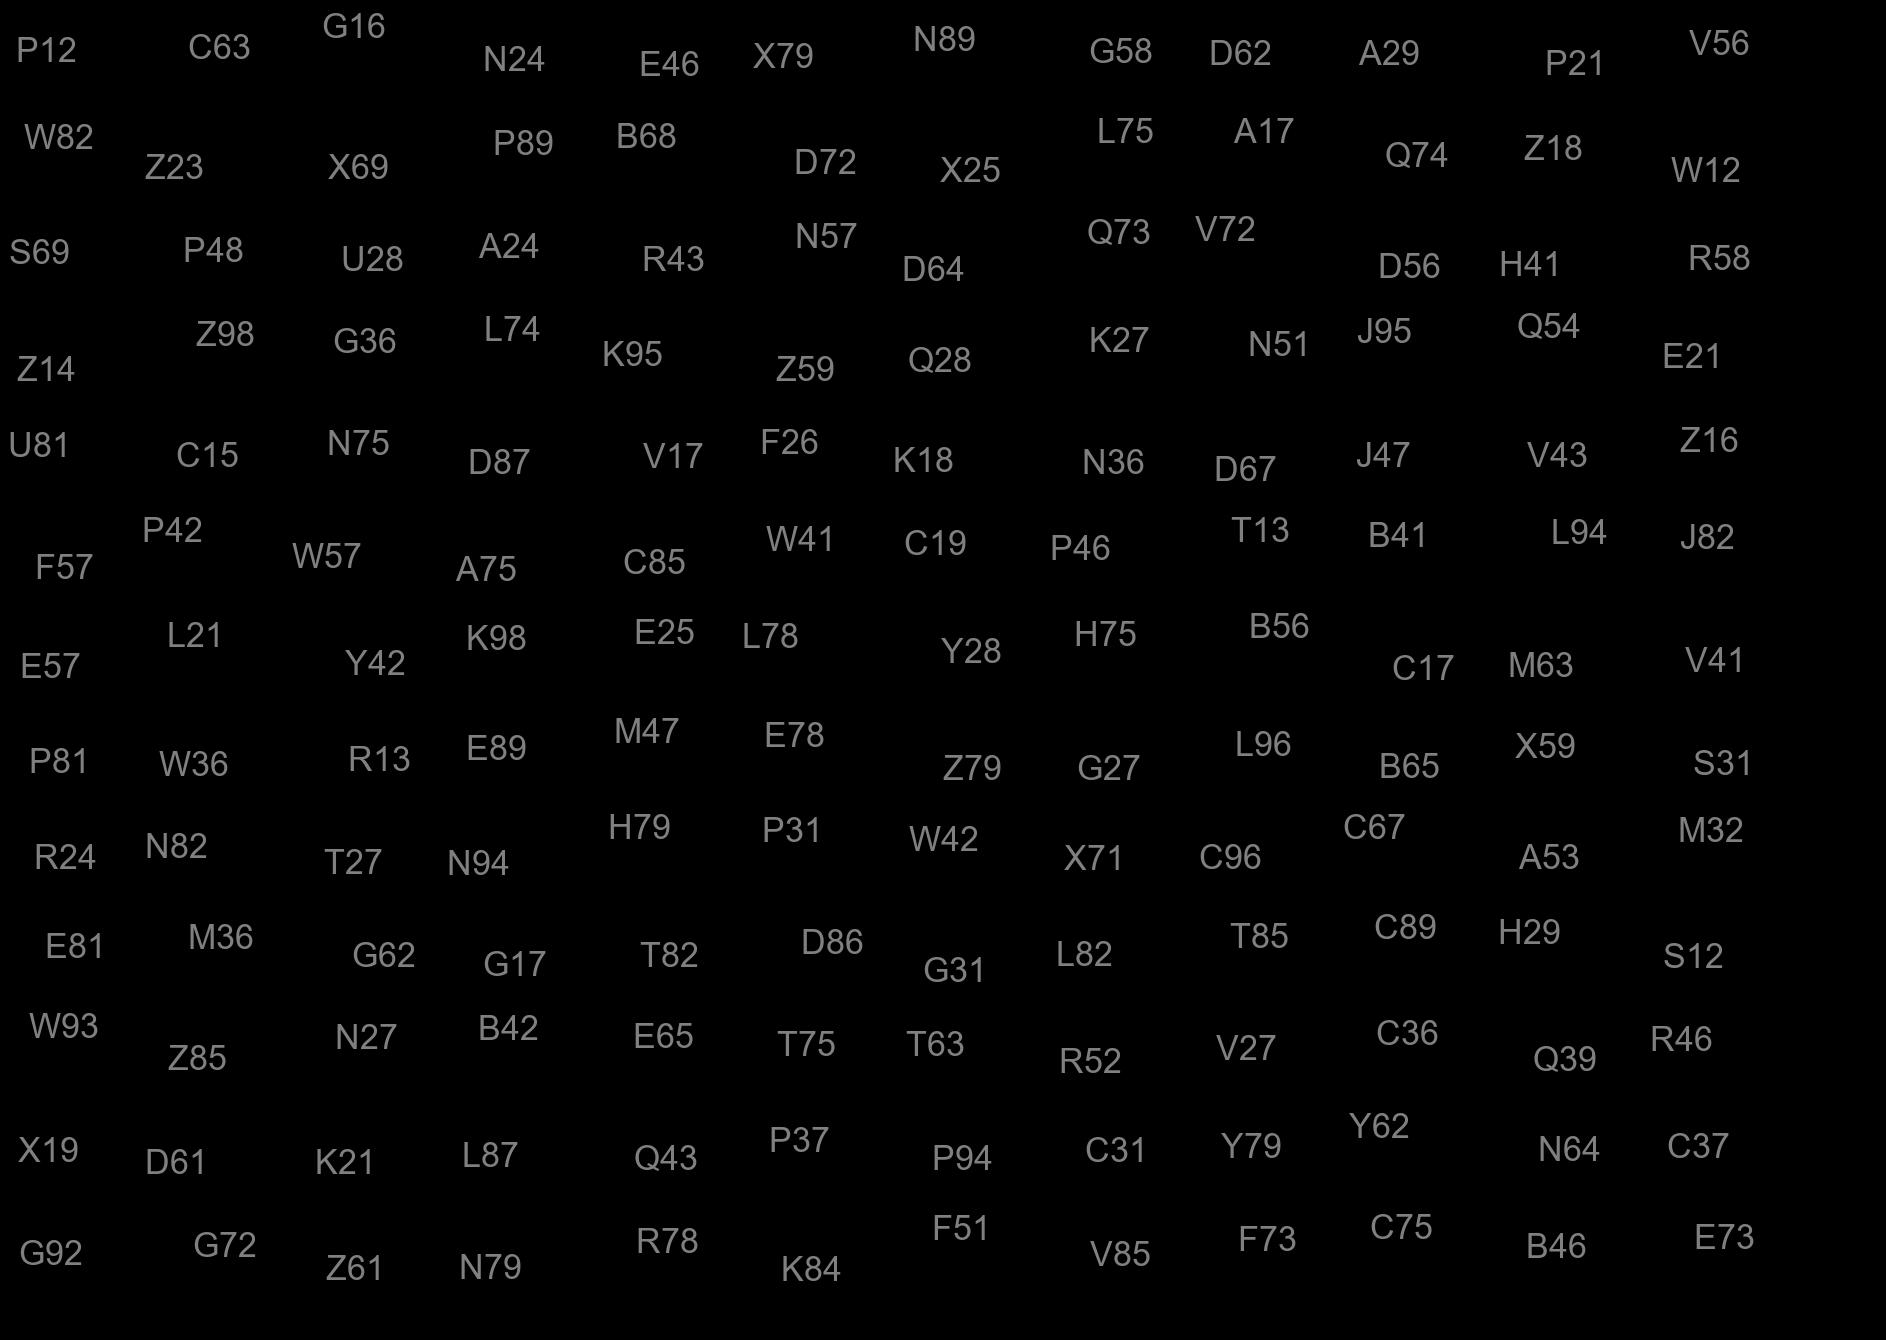 P12 C63 G16 N24 E46 X79 N89 G58 D62 A29 P21 V56
W82 Z23 X69 P89 B68 D72 X25 L75 A17 Q74 Z18 W12
S69 P48 U28 A24 R43 N57 D64 Q73 V72 D56 H41 R58
Z14 Z98 G36 L74 K95 Z59 Q28 K27 N51 J95 Q54 E21
U81 C15 N75 D87 V17 F26 K18 N36 D67 J47 V43 Z16
F57 P42 W57 A75 C85 W41 C19 P46 T13 B41 L94 J82
E57 L21 Y42 K98 E25 L78 Y28 H75 B56 C17 M63 V41
P81 W36 R13 E89 M47 E78 Z79 G27 L96 B65 X59 S31
R24 N82 T27 N94 H79 P31 W42 X71 C96 C67 A53 M32
E81 M36 G62 G17 T82 D86 G31 L82 T85 C89 H29 S12
W93 Z85 N27 B42 E65 T75 T63 R52 V27 C36 Q39 R46
X19 D61 K21 L87 Q43 P37 P94 C31 Y79 Y62 N64 C37
G92 G72 Z61 N79 R78 K84 F51 V85 F73 C75 B46 E73